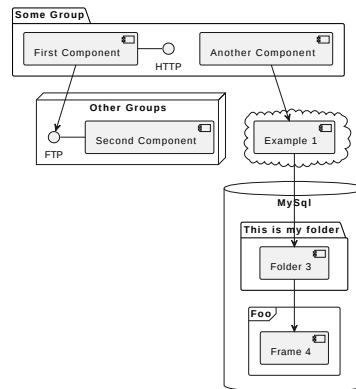 Some Group
First Component
HTTP
Another Component
Other Groups
FTP
Second Component
Example 1
MySql
This is my folder
Folder 3
Foo
Frame 4